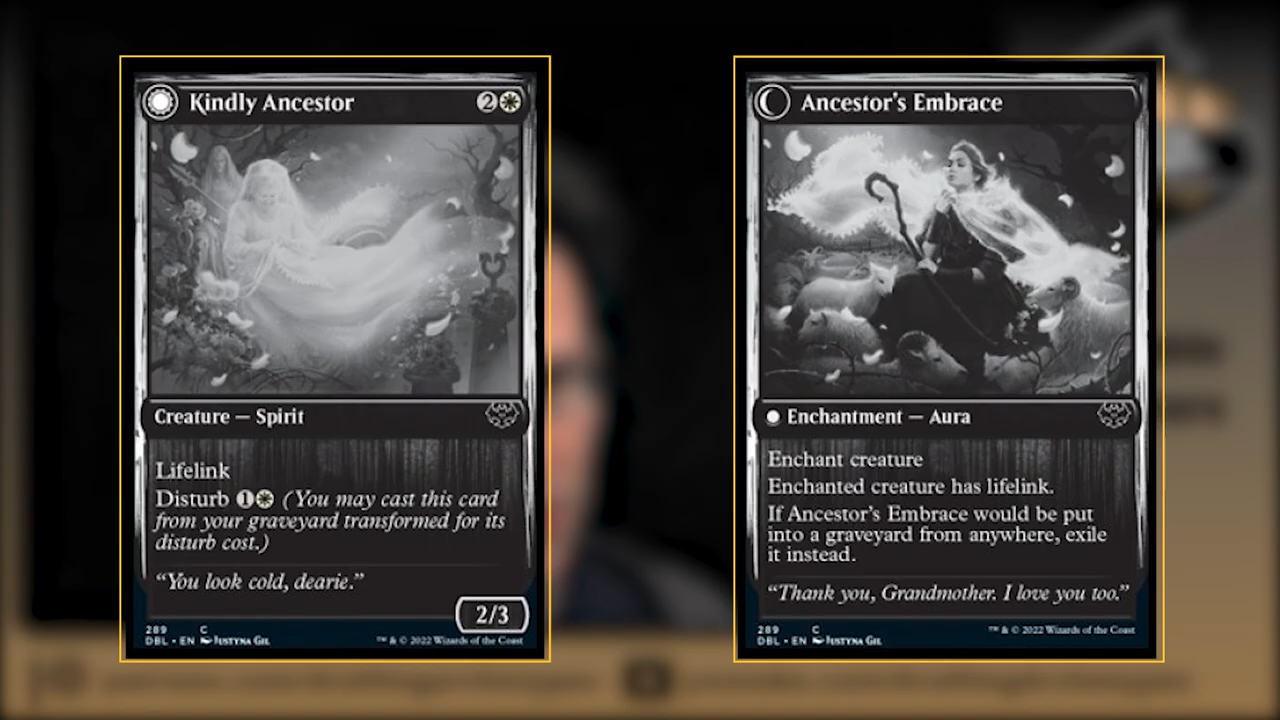 Kindly Ancestor
2
Creature — Spirit
Lifelink
Disturb 1 (You may cast this card
from your graveyard transformed for its
disturb cost.)
“You look cold, dearie.”
2/3
289 C
DBL • EN Justyna Gil
™ & © 2022 Wizards of the Coast
Ancestor's Embrace
Enchantment — Aura
Enchant creature
Enchanted creature has lifelink.
If Ancestor's Embrace would be put
into a graveyard from anywhere, exile
it instead.
“Thank you, Grandmother. I love you too.”
289 C
DBL • EN Justyna Gil
™ & © 2022 Wizards of the Coast